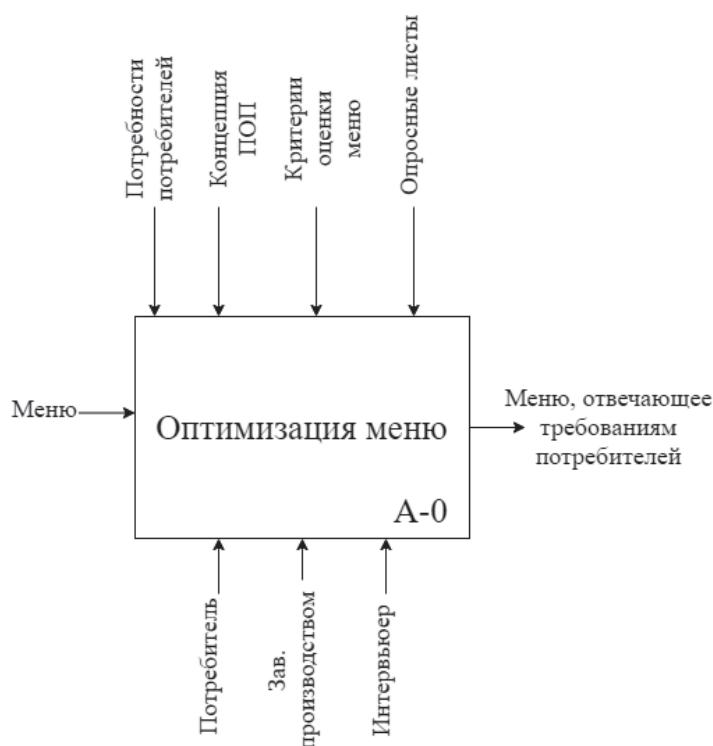 Потребности
потребителей
Концепция
ПОП
Критерии
оценки
меню
Опросные листы
Меню
Оптимизация меню
А-0
Меню, отвечающее
требованиям
потребителей
Потребитель
Зав.
производством
Интервьюер